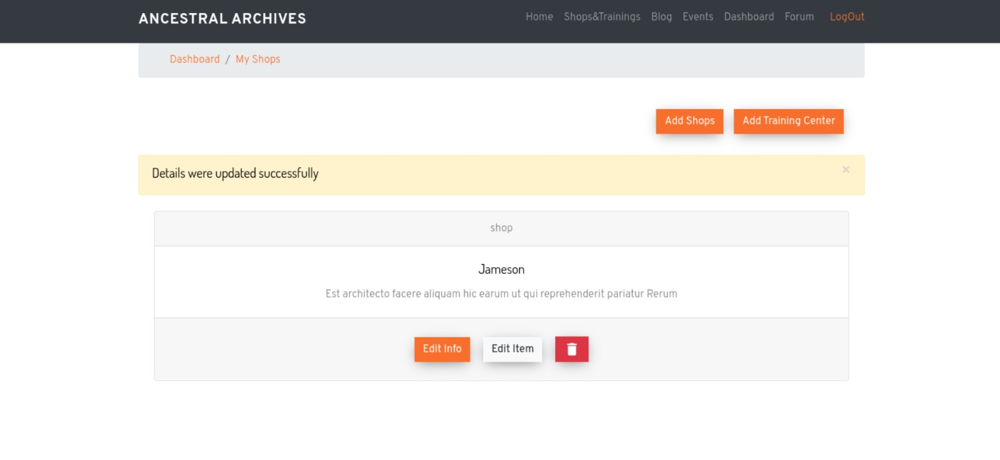 ANCESTRAL ARCHIVES
Home Shops&Trainings Blog Events Dashboard Forum LogOut
Dashboard / My Shops
Add Shops Add Training Center
Details were updated successfully ×
shop
Jameson
Est architecto facere aliquam hic earum ut qui reprehenderit pariatur Rerum
Edit Info Edit Item